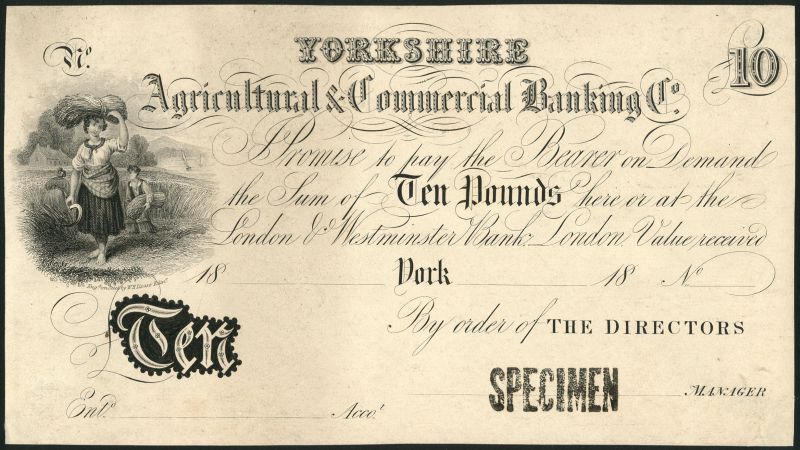 YORKSHIRE
Nº
10
Agricultural & Commercial Banking Cº.
Promise to pay the Bearer on Demand
the Sum of Ten Pounds here or at the
London & Westminster Bank, London, Value received
18 York 18 Nº
Ten
By order of THE DIRECTORS
SPECIMEN
MANAGER
Entd. Acco.t